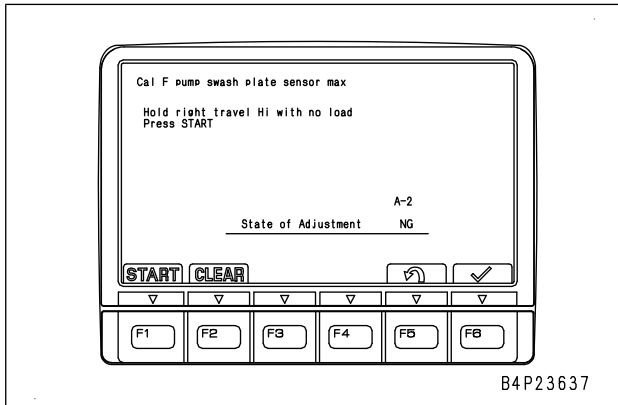 Cal F pump swash plate sensor max
Hold right travel Hi with no load
Press START
A-2
State of Adjustment NG
START CLEAR
F1 F2 F3 F4 F5 F6
B4P23637